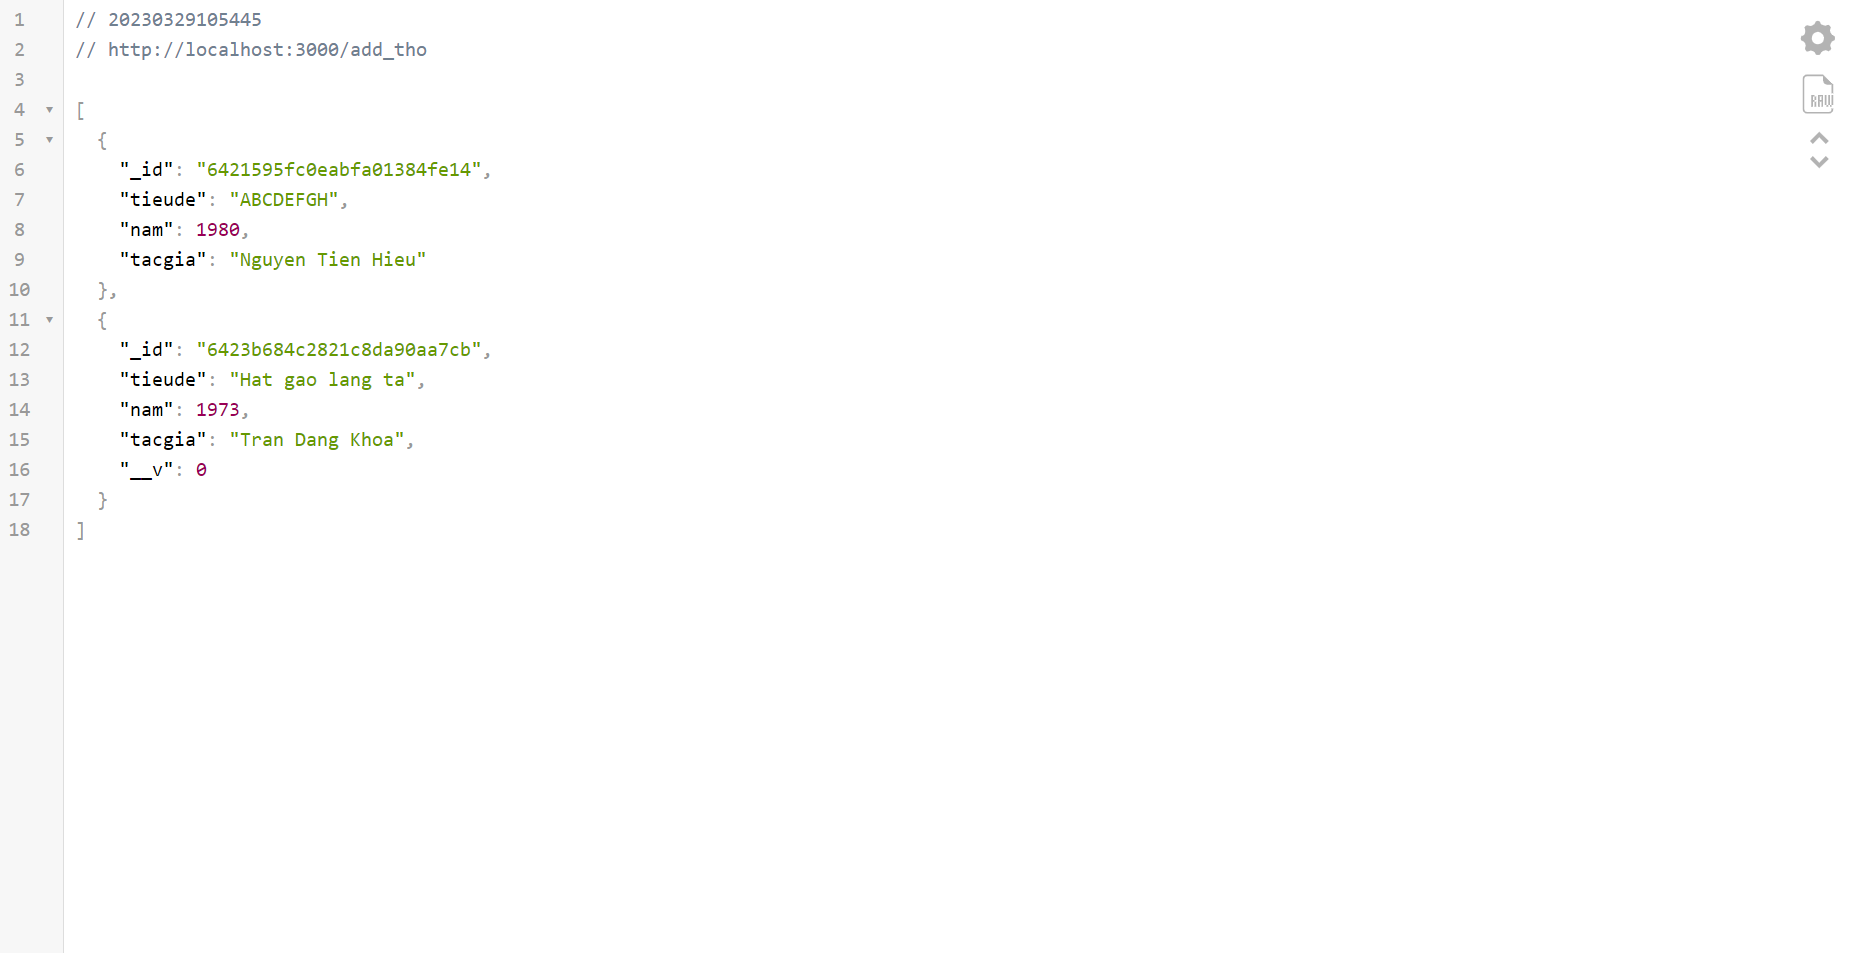 1 // 20230329105445
2 // http://localhost:3000/add_tho
3
4 [
5 {
6 "_id": "6421595fc0eabfa01384fe14",
7 "tieude": "ABCDEFGH",
8 "nam": 1980,
9 "tacgia": "Nguyen Tien Hieu"
10 },
11 {
12 "_id": "6423b684c2821c8da90aa7cb",
13 "tieude": "Hat gao lang ta",
14 "nam": 1973,
15 "tacgia": "Tran Dang Khoa",
16 "__v": 0
17 }
18 ]
RAW